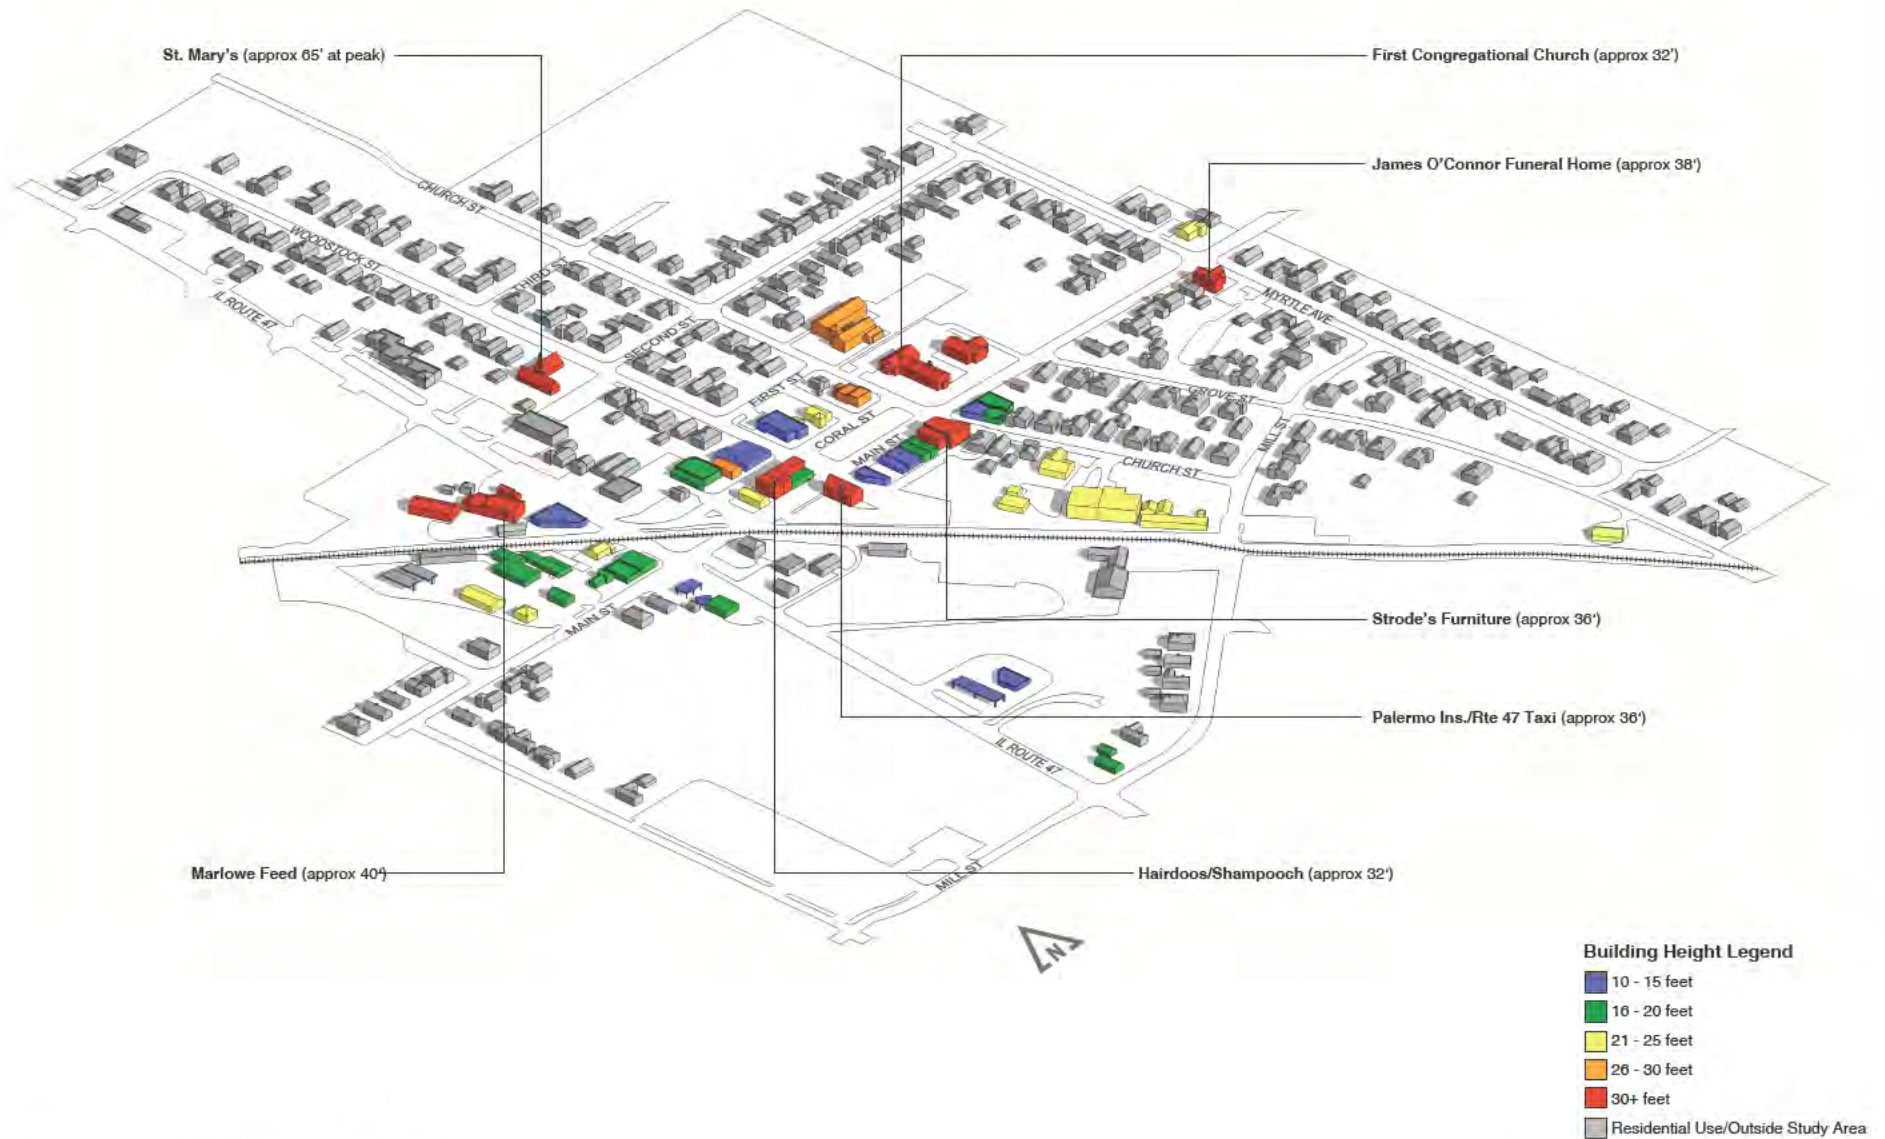 St. Mary's (approx 65' at peak)
First Congregational Church (approx 32')
James O'Connor Funeral Home (approx 38')
CHURCH ST
WOODSTOCK ST
THIRD ST
IL ROUTE 47
MYRTLE AVE
SECOND ST
FIRST ST
GROVE ST
CORAL ST
MAIN ST
MILL ST
CHURCH ST
MAIN ST
Strode's Furniture (approx 36')
Palermo Ins./Rte 47 Taxi (approx 36')
IL ROUTE 47
Marlowe Feed (approx 40')
Hairdoos/Shampooch (approx 32')
MILL ST
N
Building Height Legend
10 - 15 feet
16 - 20 feet
21 - 25 feet
26 - 30 feet
30+ feet
Residential Use/Outside Study Area